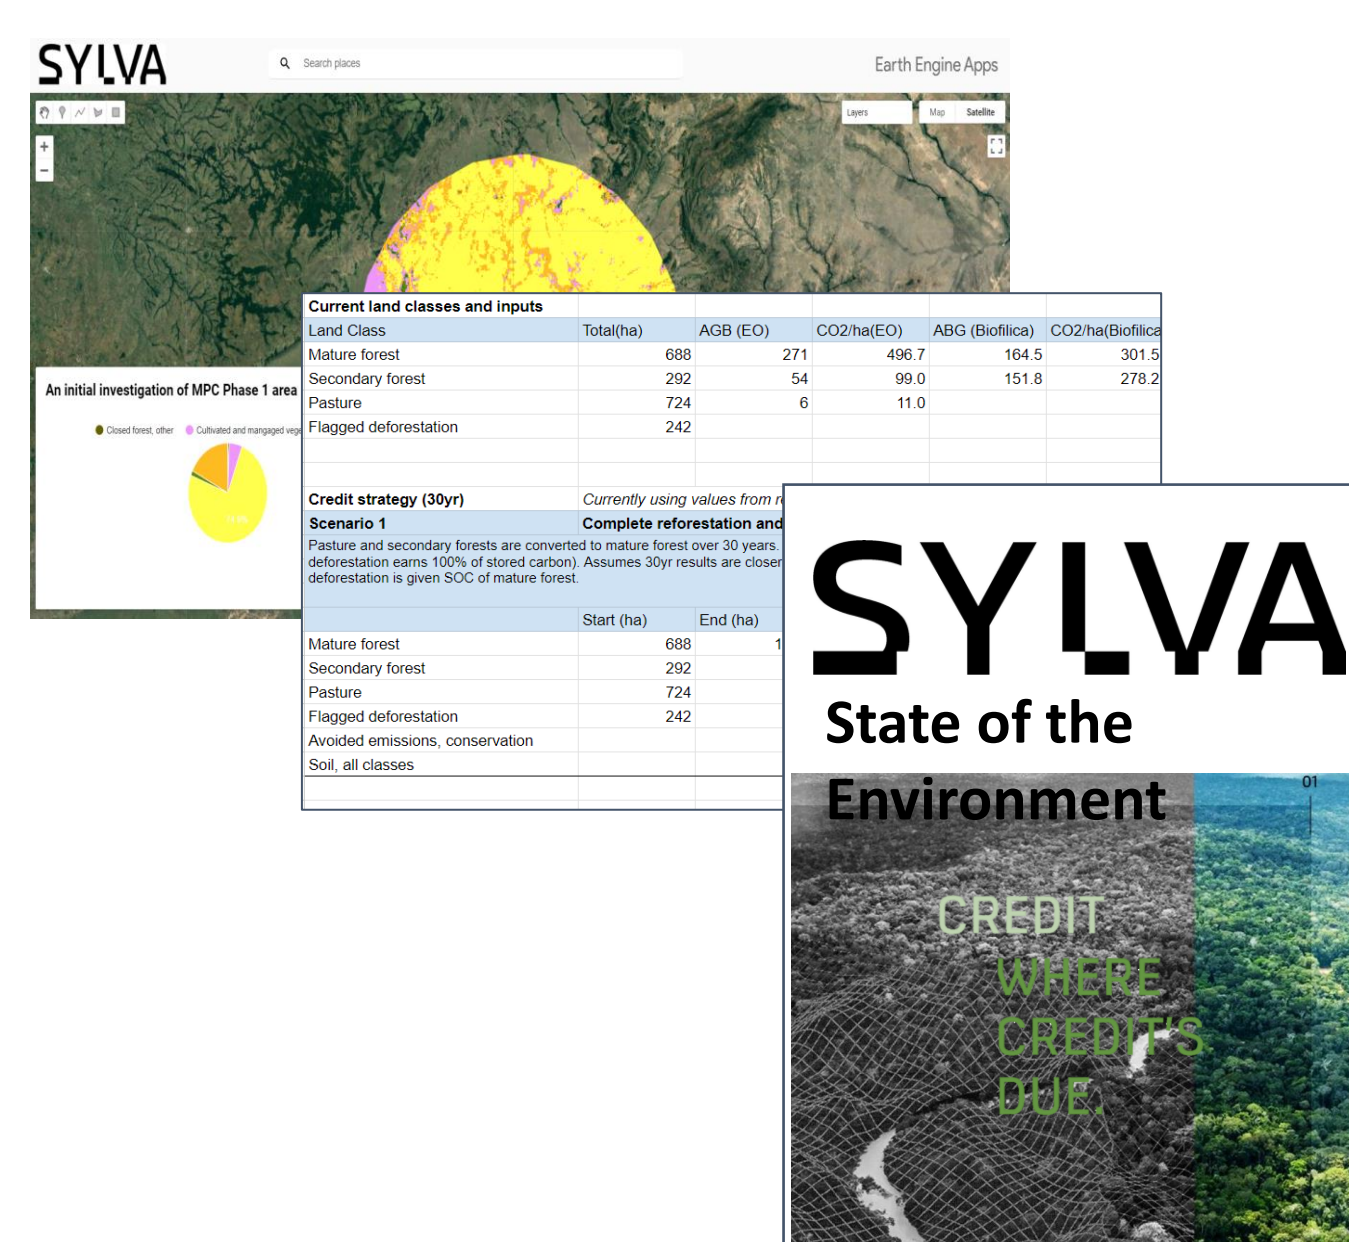 SYLVA
Search places
Earth Engine Apps
Layers
Map Satellite
+
−
An initial investigation of MPC Phase 1 area
Closed forest, other Cultivated and mangaged vege
Current land classes and inputs
Land Class Total(ha) AGB (EO) CO2/ha(EO) ABG (Biofilica) CO2/ha(Biofilica
Mature forest 688 271 496.7 164.5 301.5
Secondary forest 292 54 99.0 151.8 278.2
Pasture 724 6 11.0
Flagged deforestation 242
Credit strategy (30yr) Currently using values from r
Scenario 1 Complete reforestation and
Pasture and secondary forests are converted to mature forest over 30 years.
deforestation earns 100% of stored carbon). Assumes 30yr results are closer
deforestation is given SOC of mature forest.
Start (ha) End (ha)
Mature forest 688 1
Secondary forest 292
Pasture 724
Flagged deforestation 242
Avoided emissions, conservation
Soil, all classes
SYLVA
State of the
Environment
01
CREDIT
WHERE
CREDIT'S
DUE.